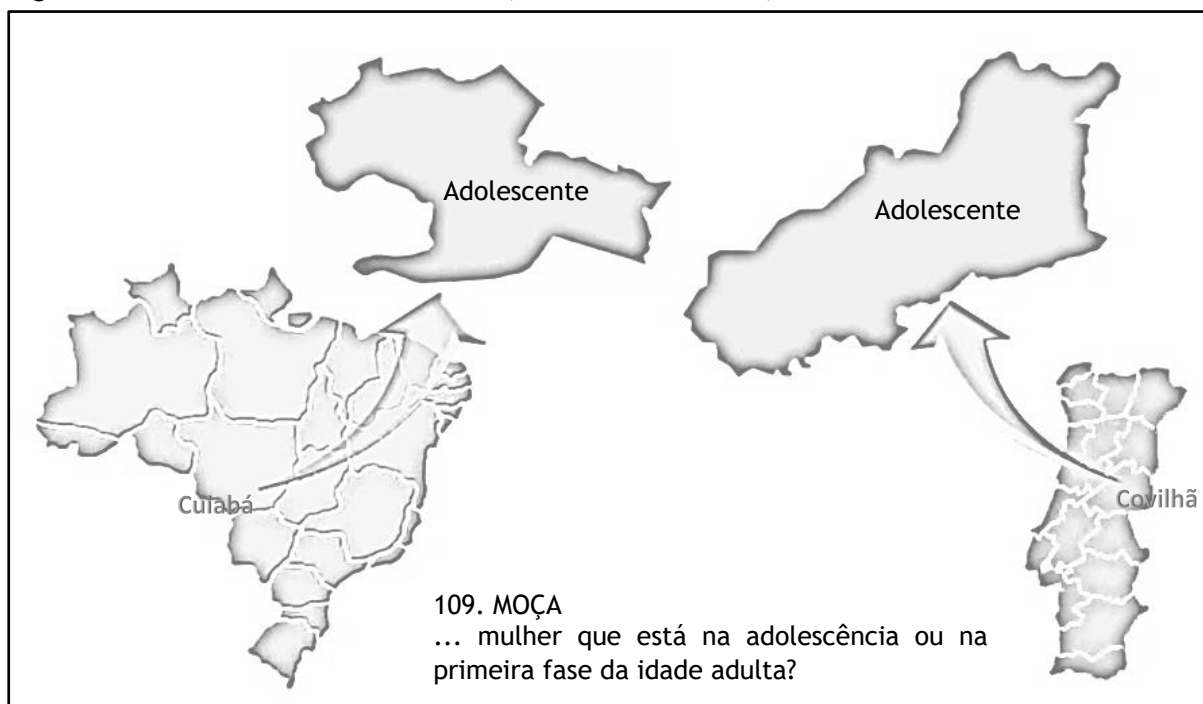 Adolescente
Adolescente
Cuiabá
Covilhã
109. MOÇA
... mulher que está na adolescência ou na
primeira fase da idade adulta?